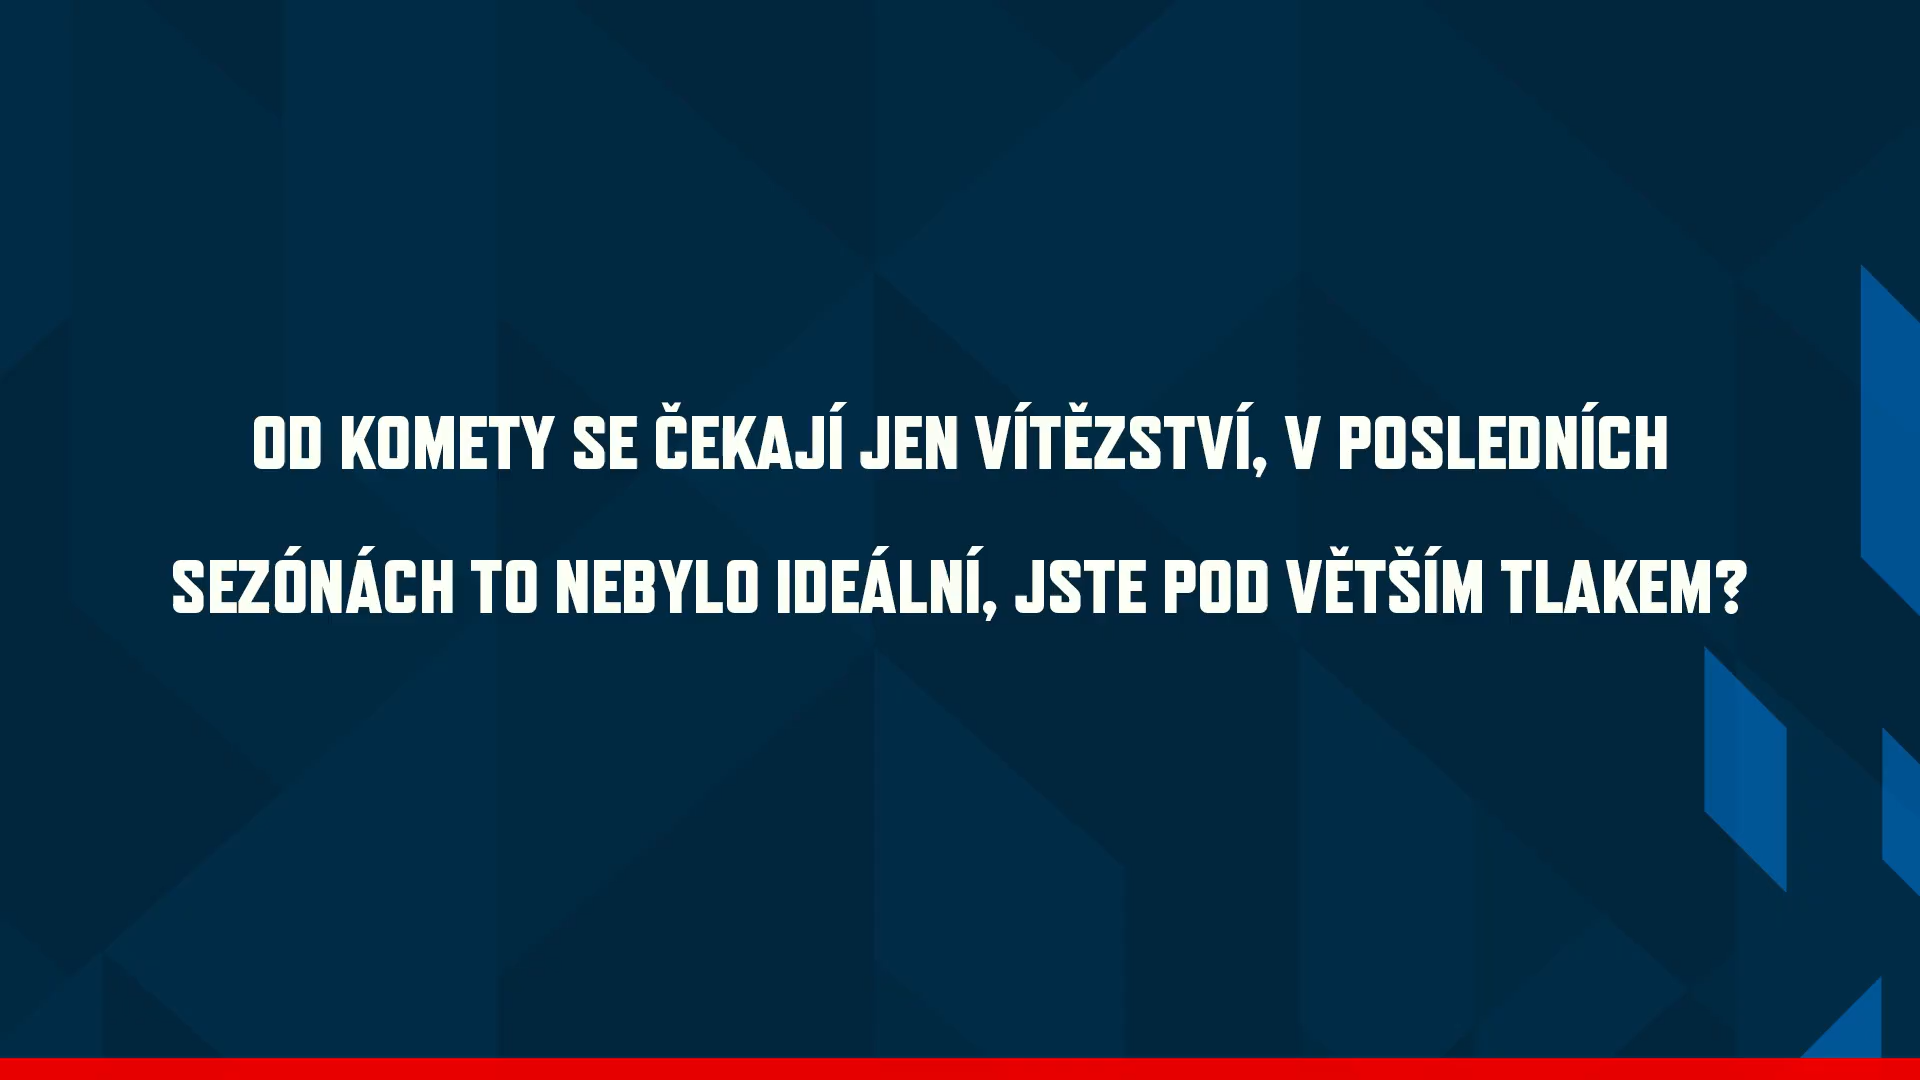 OD KOMETY SE ČEKAJÍ JEN VÍTĚZSTVÍ, V POSLEDNÍCH
SEZÓNÁCH TO NEBYLO IDEÁLNÍ, JSTE POD VĚTŠÍM TLAKEM?